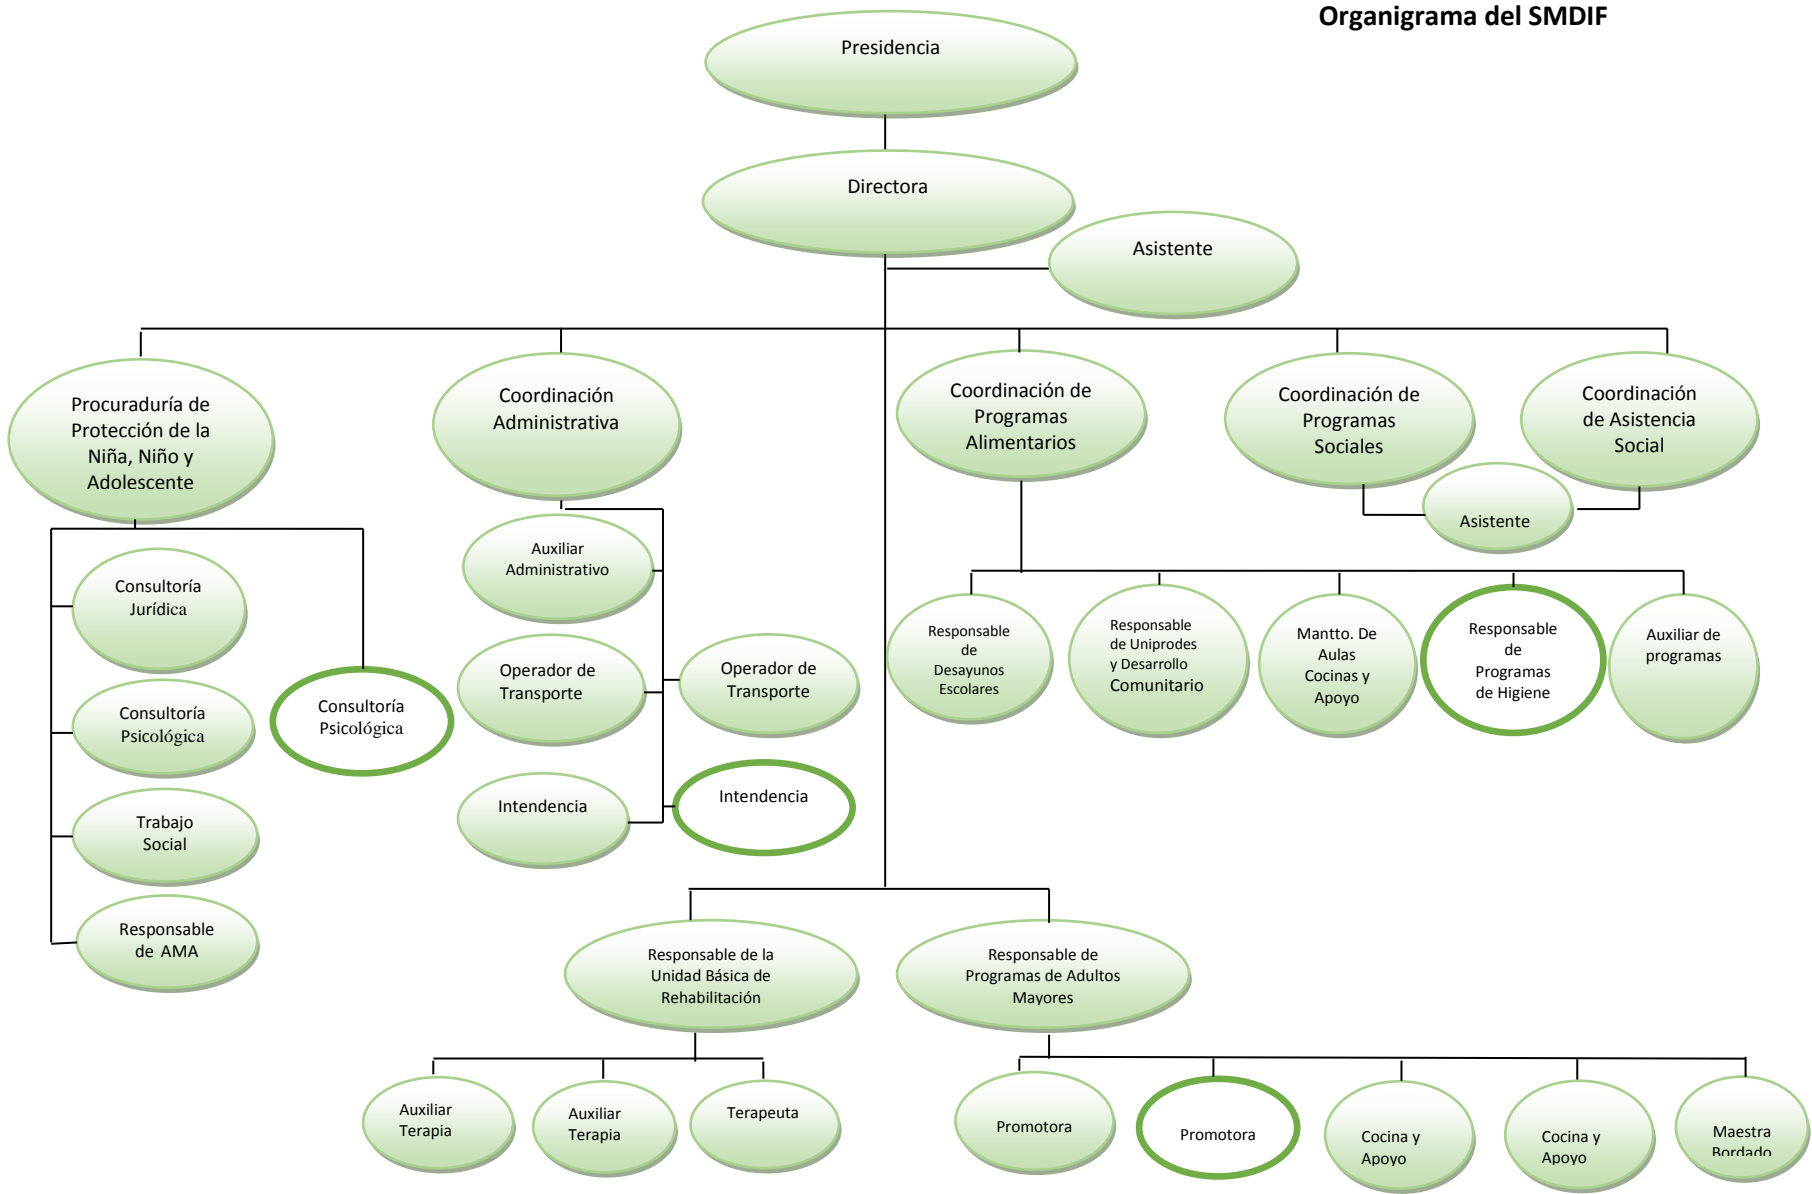 Organigrama del SMDIF
Presidencia
Directora
Asistente
Procuraduría de
Protección de la
Niña, Niño y
Adolescente
Coordinación
Administrativa
Coordinación de
Programas
Alimentarios
Coordinación de
Programas
Sociales
Coordinación
de Asistencia
Social
Asistente
Consultoría
Jurídica
Consultoría
Psicológica
Trabajo
Social
Responsable
de AMA
Consultoría
Psicológica
Auxiliar
Administrativo
Operador de
Transporte
Operador de
Transporte
Intendencia
Intendencia
Responsable
de
Desayunos
Escolares
Responsable
de Uniprodes
y Desarrollo
Comunitario
Mantto. De
Aulas
Cocinas y
Apoyo
Responsable
de
Programas
de Higiene
Auxiliar de
programas
Responsable de la
Unidad Básica de
Rehabilitación
Responsable de
Programas de Adultos
Mayores
Auxiliar
Terapia
Auxiliar
Terapia
Terapeuta
Promotora
Promotora
Cocina y
Apoyo
Cocina y
Apoyo
Maestra
Bordado